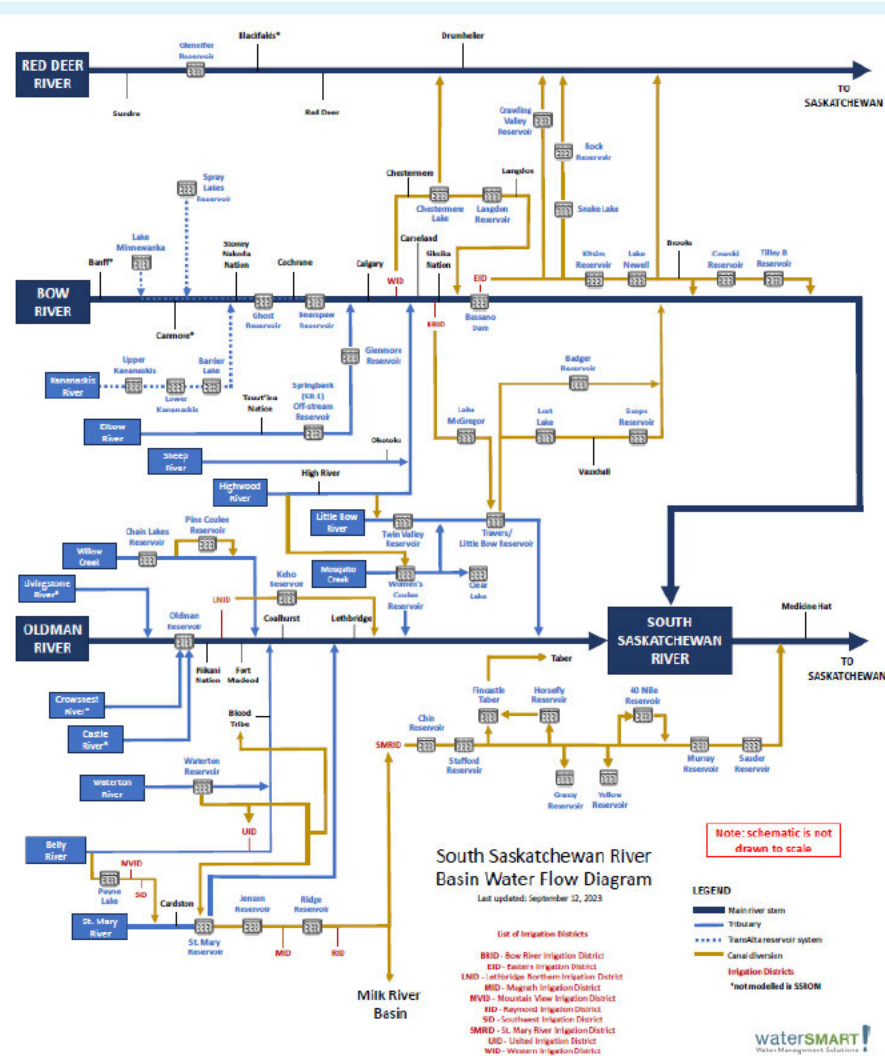 Glennifer
Reservoir
Blackfalds*
Drumheller
RED DEER
RIVER
TO
SASKATCHEWAN
Sundre
Red Deer
Crawling
Valley
Reservoir
Rock
Reservoir
Snake Lake
Spray
Lakes
Reservoir
Chestermere
Langdon
Chestermere
Lake
Langdon
Reservoir
Lake
Minnewanka
Stoney
Nakoda
Nation
Banff*
Cochrane
Calgary
Carseland
Siksika
Nation
WID
EID
Kitsim
Reservoir
Lake
Newell
Brooks
Cowoki
Reservoir
Tilley B
Reservoir
BOW
RIVER
Canmore*
Ghost
Reservoir
Bearspaw
Reservoir
BRID
Bassano
Dam
Upper
Kananaskis
Barrier
Lake
Glenmore
Reservoir
Badger
Reservoir
Kananaskis
River
Lower
Kananaskis
Tsuut'ina
Nation
Springbank
(SR-1)
Off-stream
Reservoir
Lake
McGregor
Lost
Lake
Scope
Reservoir
Elbow
River
Okotoks
Vauxhall
Sheep
River
High River
Highwood
River
Little Bow
River
Twin Valley
Reservoir
Travers/
Little Bow Reservoir
Chain Lakes
Reservoir
Pine Coulee
Reservoir
Willow
Creek
Mosquito
Creek
Women's
Coulee
Reservoir
Clear
Lake
Livingstone
River*
LNID
Keho
Reservoir
Oldman
Reservoir
Coalhurst
Lethbridge
OLDMAN
RIVER
SOUTH
SASKATCHEWAN
RIVER
Medicine Hat
TO
SASKATCHEWAN
Piikani
Nation
Fort
Macleod
Taber
Crowsnest
River*
Blood
Tribe
Castle
River*
Fincastle
Taber
Horsefly
Reservoir
40 Mile
Reservoir
Chin
Reservoir
SMRID
Stafford
Reservoir
Murray
Reservoir
Sauder
Reservoir
Waterton
Reservoir
Grassy
Reservoir
Yellow
Reservoir
Waterton
River
UID
Belly
River
MVID
SID
Payne
Lake
Cardston
Jensen
Reservoir
Ridge
Reservoir
St. Mary
River
St. Mary
Reservoir
MID
RID
Milk River
Basin
South Saskatchewan River
Basin Water Flow Diagram
Last updated: September 12, 2023
Note: schematic is not
drawn to scale
LEGEND
Main river stem
Tributary
TransAlta reservoir system
Canal diversion
Irrigation Districts
*not modelled in SSROM
List of Irrigation Districts
BRID - Bow River Irrigation District
EID - Eastern Irrigation District
LNID - Lethbridge Northern Irrigation District
MID - Magrath Irrigation District
MVID - Mountain View Irrigation District
RID - Raymond Irrigation District
SID - Southwest Irrigation District
SMRID - St. Mary River Irrigation District
UID - United Irrigation District
WID - Western Irrigation District
waterSMART!
Water Management Solutions